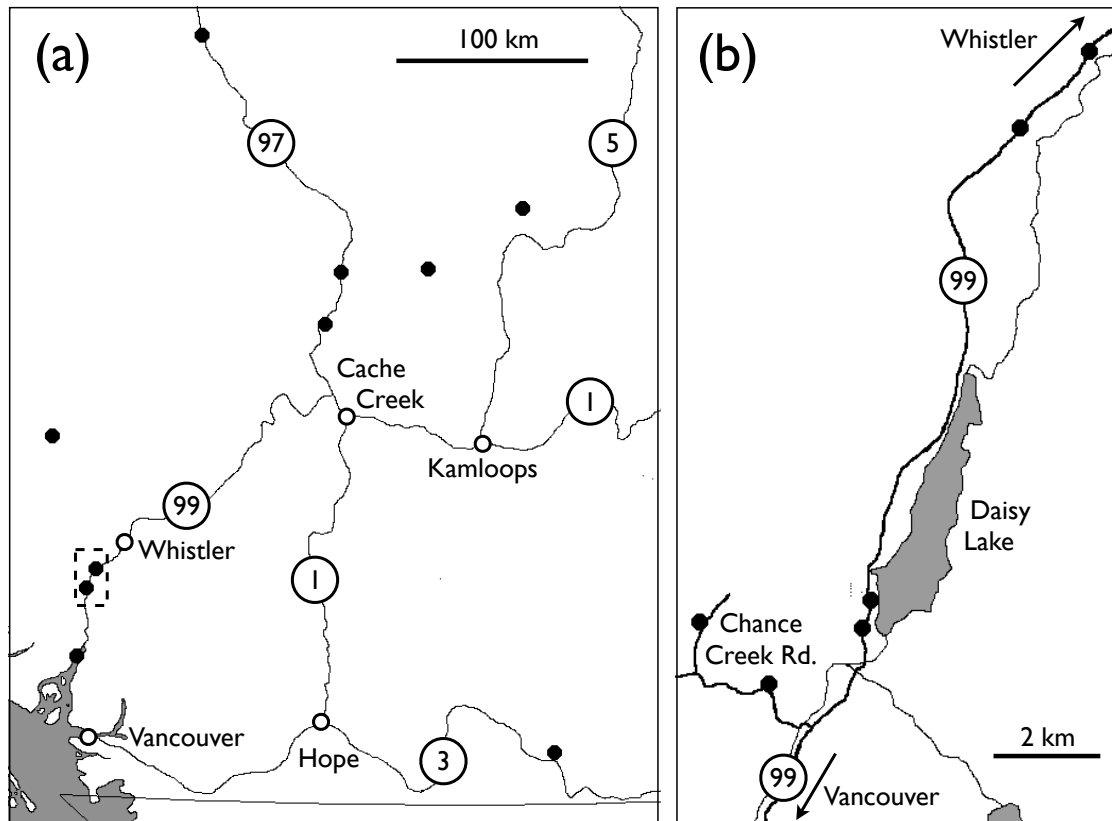 (a)
100 km
97
5
Cache
Creek
1
Kamloops
99
Whistler
1
Vancouver
Hope
3
(b)
Whistler
99
Daisy
Lake
Chance
Creek Rd.
2 km
99
Vancouver